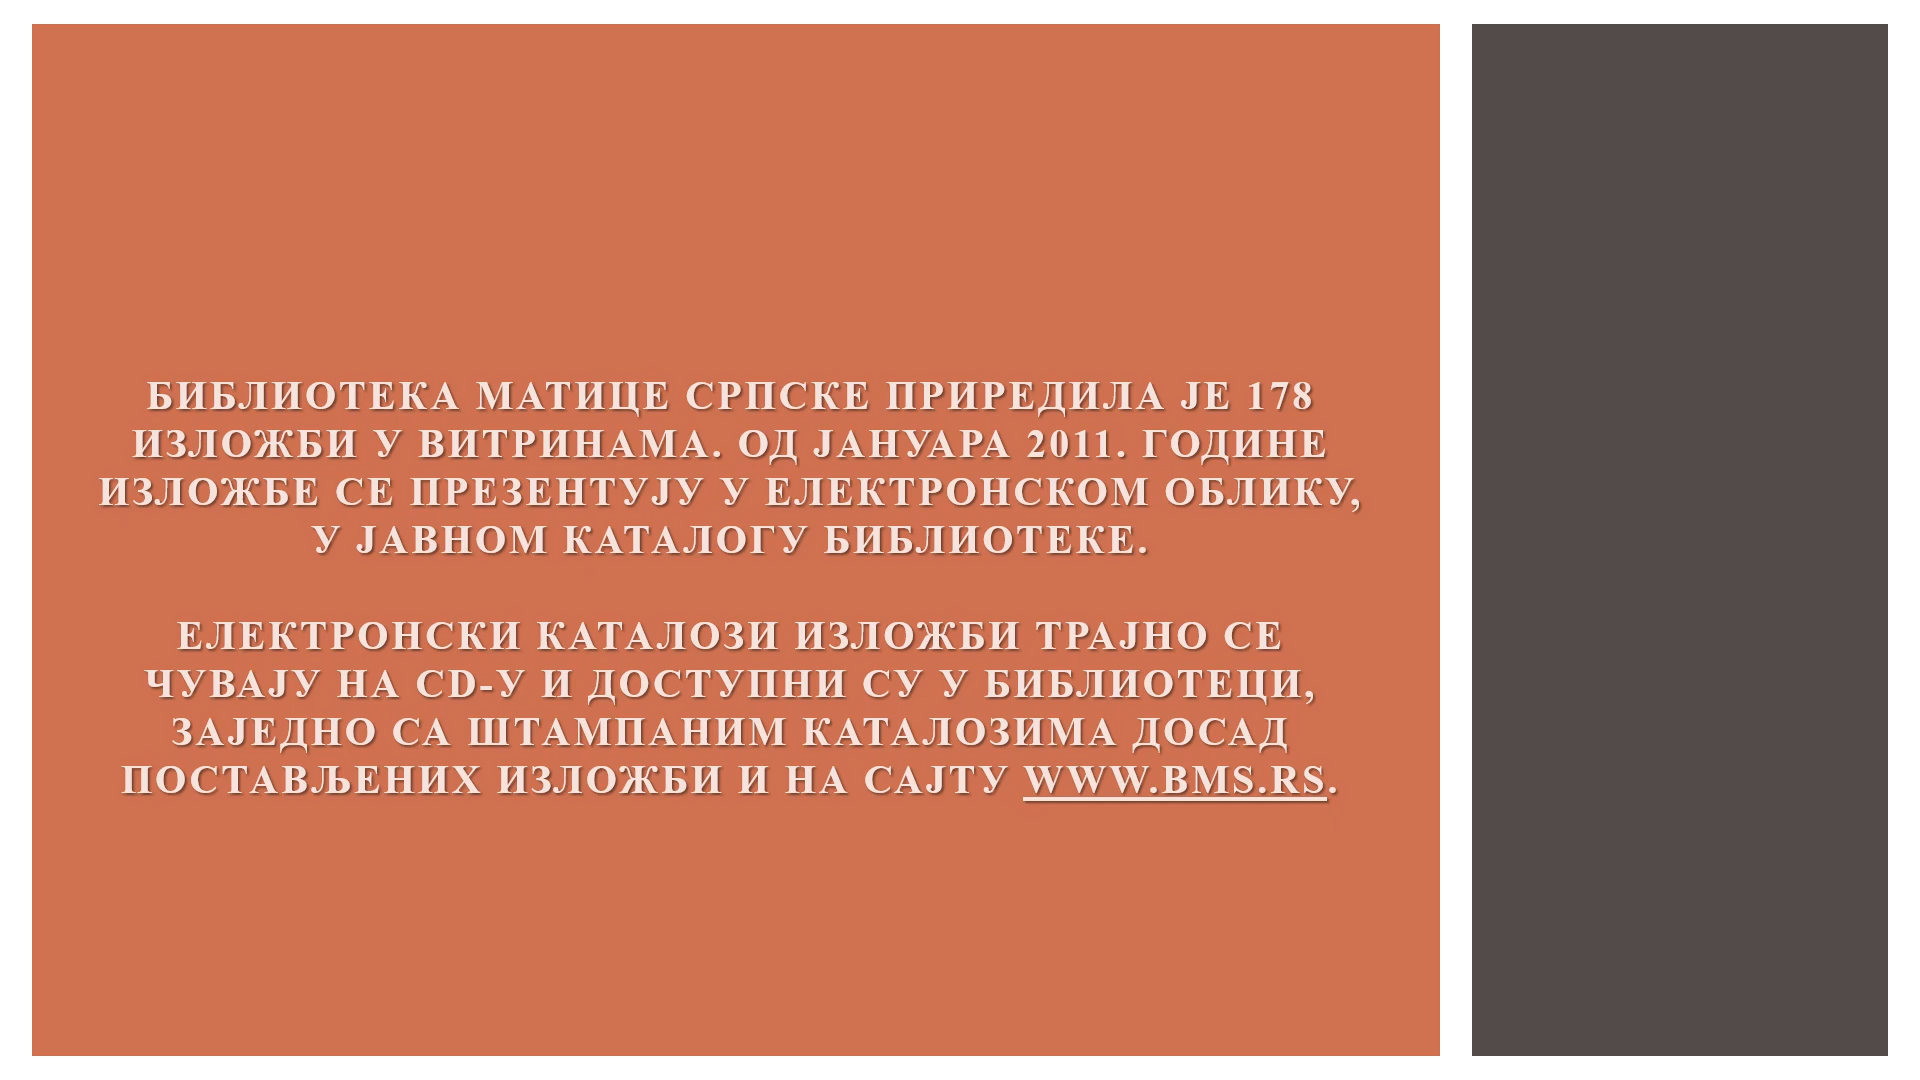 БИБЛИОТЕКА МАТИЦЕ СРПСКЕ ПРИРЕДИЛА ЈЕ 178
ИЗЛОЖБИ У ВИТРИНАМА. ОД ЈАНУАРА 2011. ГОДИНЕ
ИЗЛОЖБЕ СЕ ПРЕЗЕНТУЈУ У ЕЛЕКТРОНСКОМ ОБЛИКУ,
У ЈАВНОМ КАТАЛОГУ БИБЛИОТЕКЕ.
ЕЛЕКТРОНСКИ КАТАЛОЗИ ИЗЛОЖБИ ТРАЈНО СЕ
ЧУВАЈУ НА CD-У И ДОСТУПНИ СУ У БИБЛИОТЕЦИ,
ЗАЈЕДНО СА ШТАМПАНИМ КАТАЛОЗИМА ДОСАД
ПОСТАВЉЕНИХ ИЗЛОЖБИ И НА САЈТУ WWW.BMS.RS.